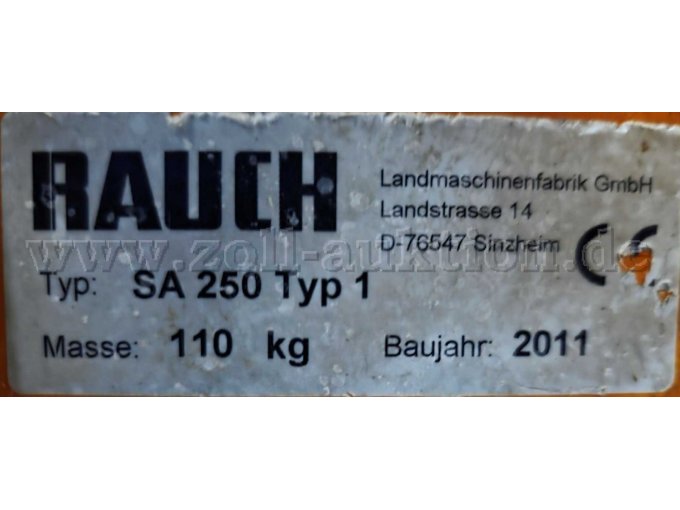 RAUCH
Landmaschinenfabrik GmbH
Landstrasse 14
D-76547 Sinzheim
CE
www.zoll-auktion.de
Typ: SA 250 Typ 1
Masse: 110 kg Baujahr: 2011